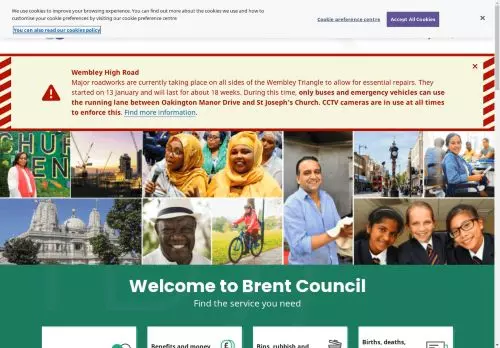 We use cookies to improve your browsing experience. You can find out more about the cookies we use and how to
customise your cookie preferences by visiting our cookie preference centre
You can also read our cookies policy
Cookie preference centre
Accept All Cookies
Wembley High Road
Major roadworks are currently taking place on all sides of the Wembley Triangle to allow for essential repairs. They
started on 13 January and will last for about 18 weeks. During this time, only buses and emergency vehicles can use
the running lane between Oakington Manor Drive and St Joseph's Church. CCTV cameras are in use at all times
to enforce this. Find more information.
Welcome to Brent Council
Find the service you need
Benefits and money
Bins, rubbish and
Births, deaths,